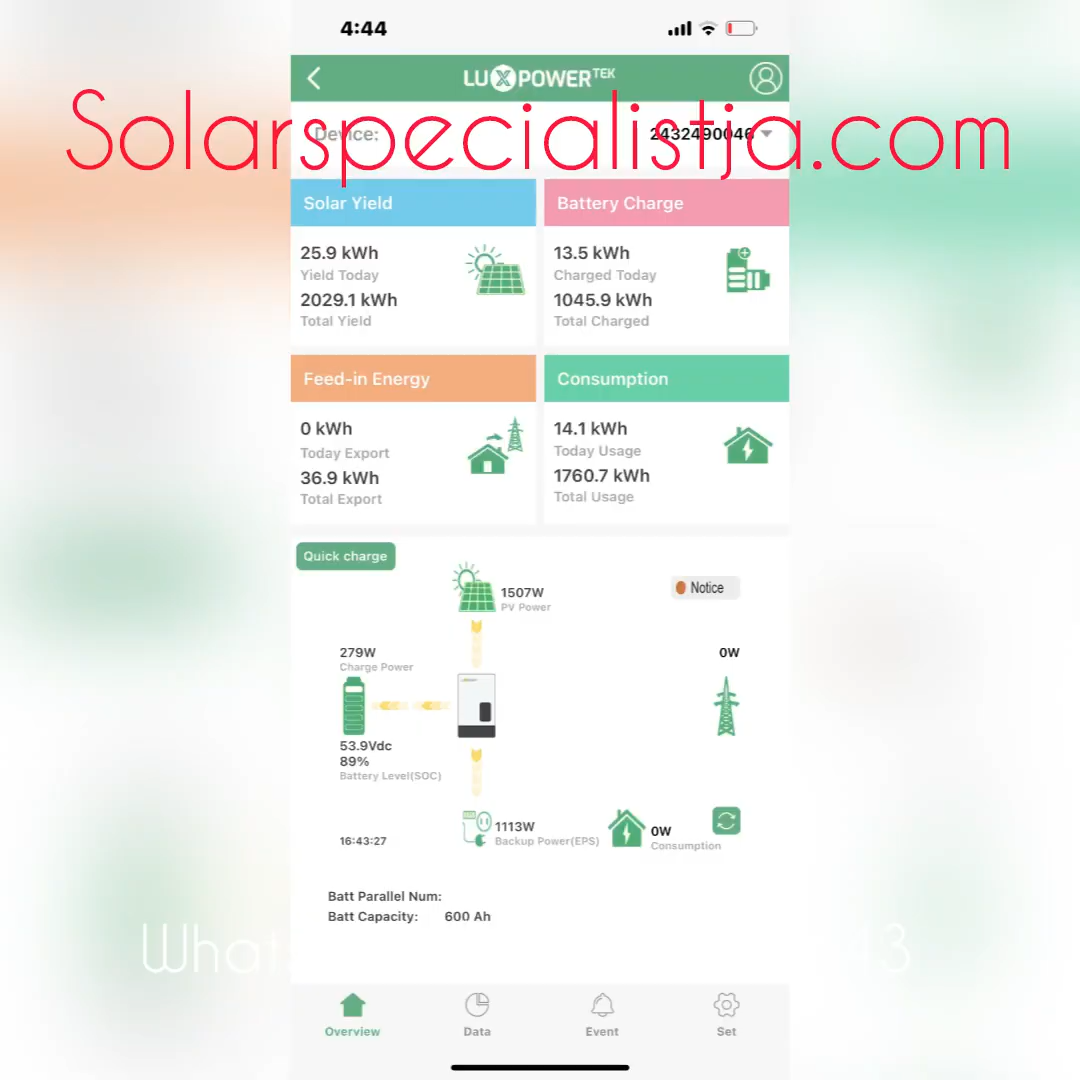 4:44
LUXPOWERTEK
Solarspecialistja.com
Device: 2432490046
Solar Yield
25.9 kWh
Yield Today
2029.1 kWh
Total Yield
Battery Charge
13.5 kWh
Charged Today
1045.9 kWh
Total Charged
Feed-in Energy
0 kWh
Today Export
36.9 kWh
Total Export
Consumption
14.1 kWh
Today Usage
1760.7 kWh
Total Usage
Quick charge
1507W
PV Power
Notice
279W
Charge Power
0W
53.9Vdc
89%
Battery Level(SOC)
1113W
Backup Power(EPS)
0W
Consumption
16:43:27
Batt Parallel Num:
Batt Capacity: 600 Ah
Overview
Data
Event
Set